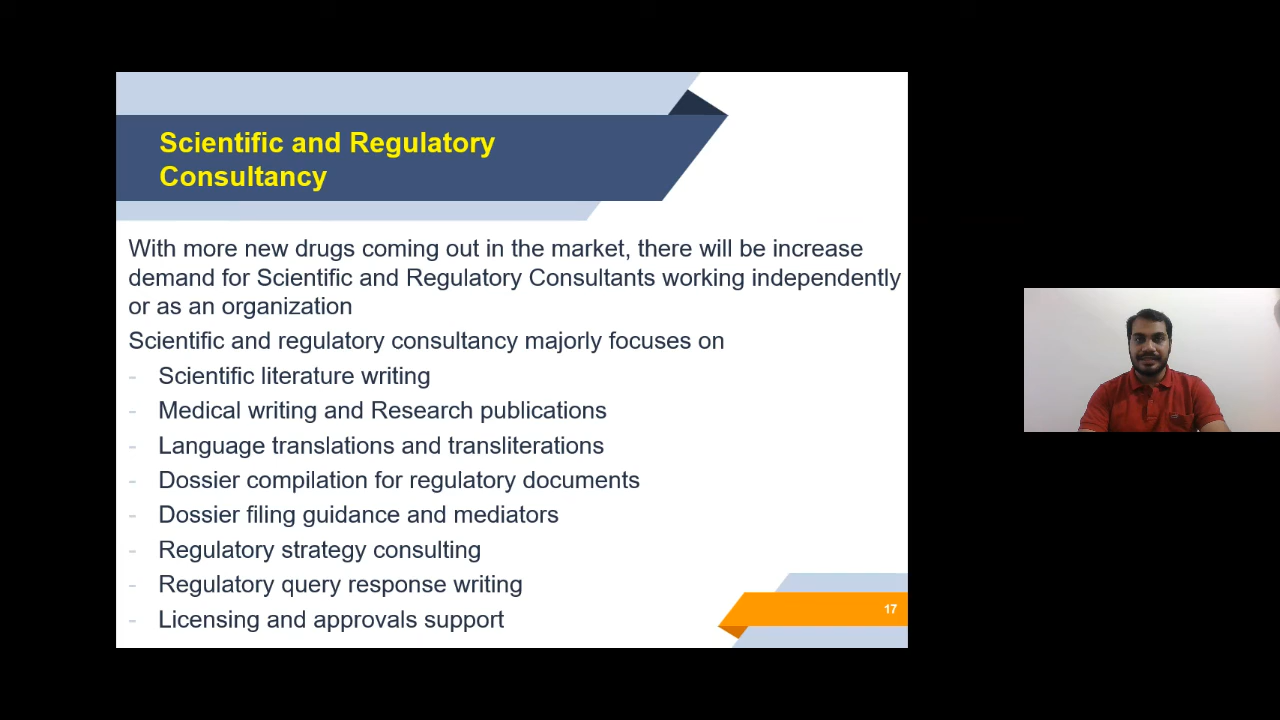 Scientific and Regulatory
Consultancy
With more new drugs coming out in the market, there will be increase
demand for Scientific and Regulatory Consultants working independently
or as an organization
Scientific and regulatory consultancy majorly focuses on
- Scientific literature writing
- Medical writing and Research publications
- Language translations and transliterations
- Dossier compilation for regulatory documents
- Dossier filing guidance and mediators
- Regulatory strategy consulting
- Regulatory query response writing
- Licensing and approvals support
17